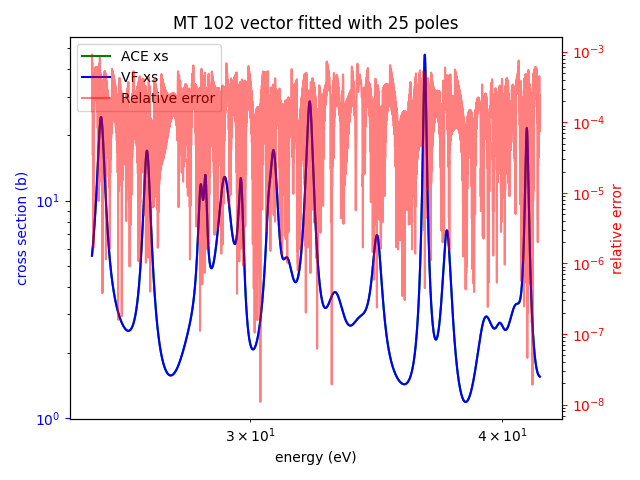 MT 102 vector fitted with 25 poles
ACE xs
VF xs
Relative error
cross section (b)
10¹
10⁰
3 × 10¹
4 × 10¹
energy (eV)
relative error
10⁻³
10⁻⁴
10⁻⁵
10⁻⁶
10⁻⁷
10⁻⁸